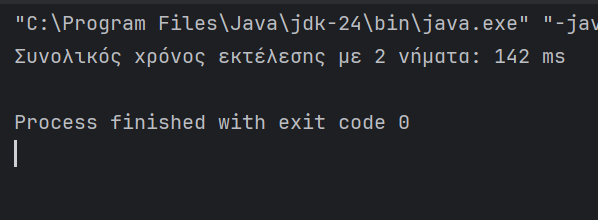 "C:\Program Files\Java\jdk-24\bin\java.exe" "-jav
Συνολικός χρόνος εκτέλεσης με 2 νήματα: 142 ms
Process finished with exit code 0